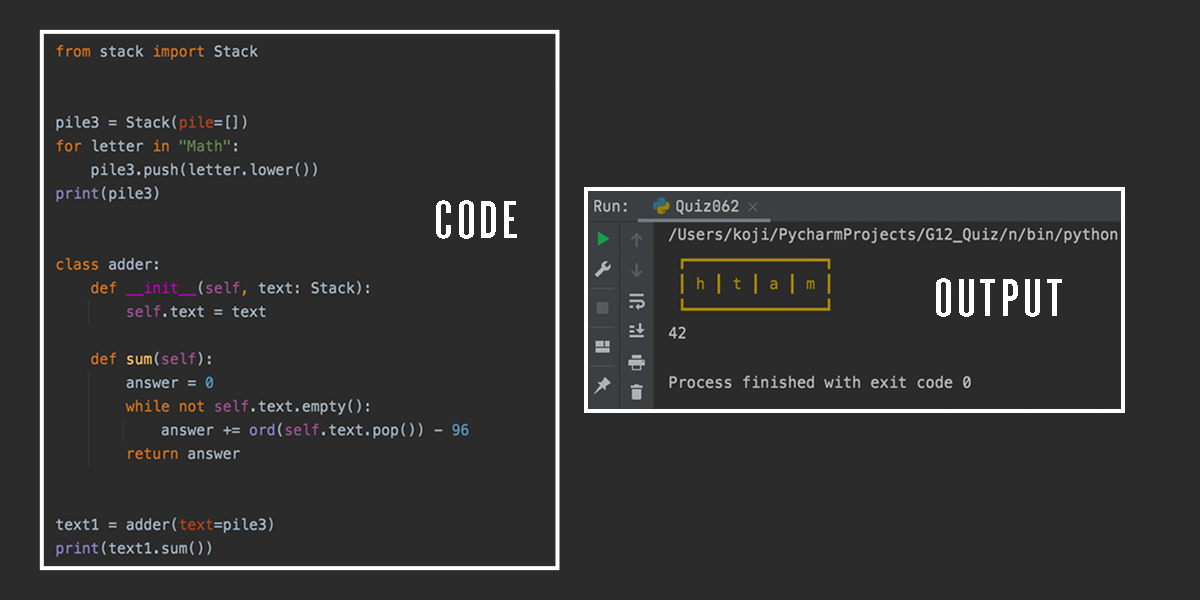 from stack import Stack
pile3 = Stack(pile=[])
for letter in "Math":
    pile3.push(letter.lower())
print(pile3)
class adder:
    def __init__(self, text: Stack):
        self.text = text
    def sum(self):
        answer = 0
        while not self.text.empty():
            answer += ord(self.text.pop()) - 96
        return answer
text1 = adder(text=pile3)
print(text1.sum())
CODE
Run: Quiz062 ×
/Users/koji/PycharmProjects/G12_Quiz/n/bin/python
h | t | a | m
42
Process finished with exit code 0
OUTPUT